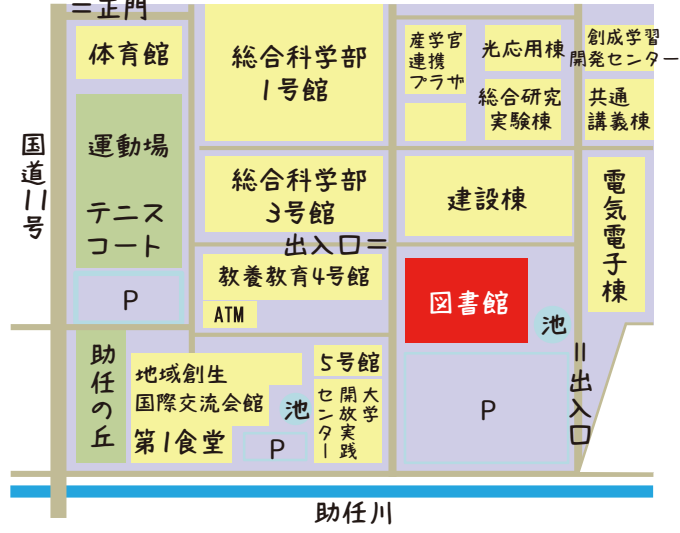 ＝正門
体育館
総合科学部
1号館
産学官
連携
プラザ
光応用棟
創成学習
開発センター
総合研究
実験棟
共通
講義棟
国道11号
運動場
テニス
コート
P
総合科学部
3号館
建設棟
電気電子棟
出入口＝
教養教育4号館
ATM
図書館
池
＝出入口
P
助任の丘
地域創生
国際交流会館
第1食堂
池
P
5号館
大学
開放実践
センター
助任川